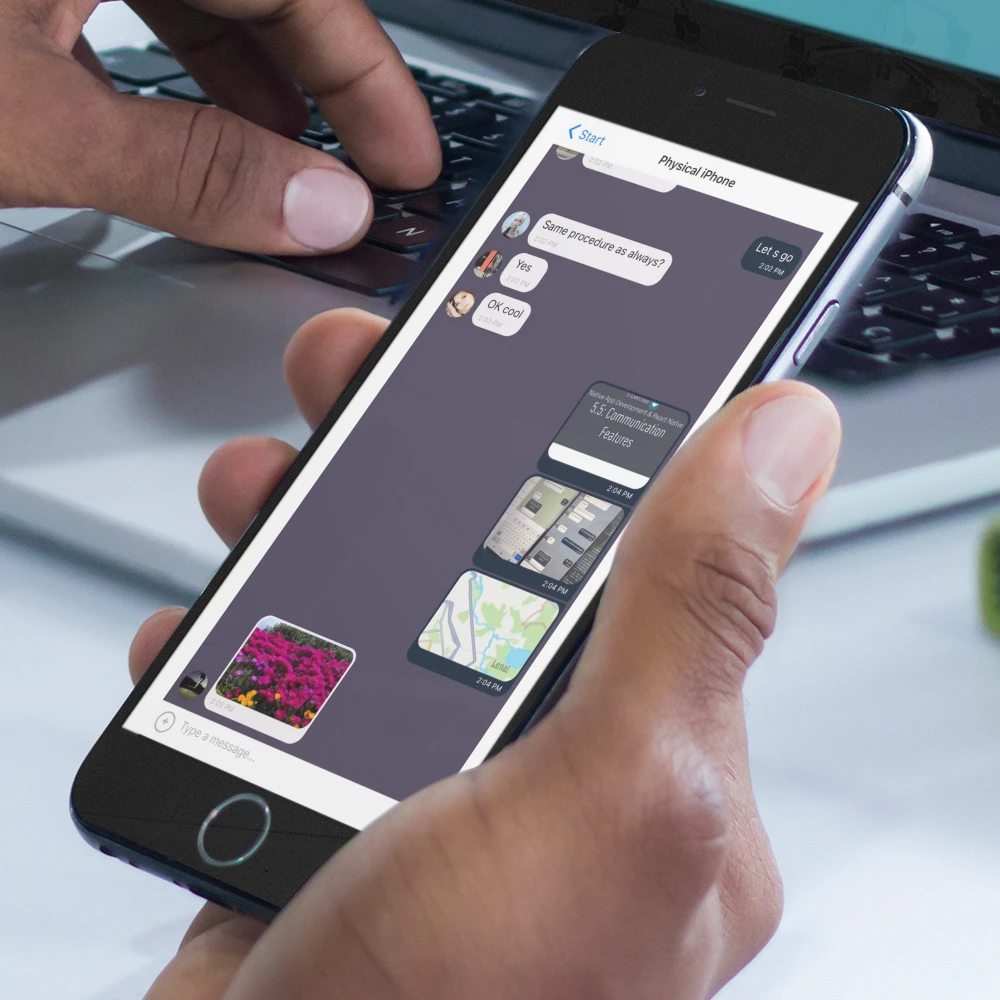 Start
Physical iPhone
2:02 PM
Same procedure as always?
2:02 PM
Let s go
2:02 PM
Yes
2:02 PM
OK cool
2:03 PM
Native App Development & React Native
5.5: Communication
Features
2:04 PM
2:04 PM
Legal
2:04 PM
2:05 PM
Type a message...
N